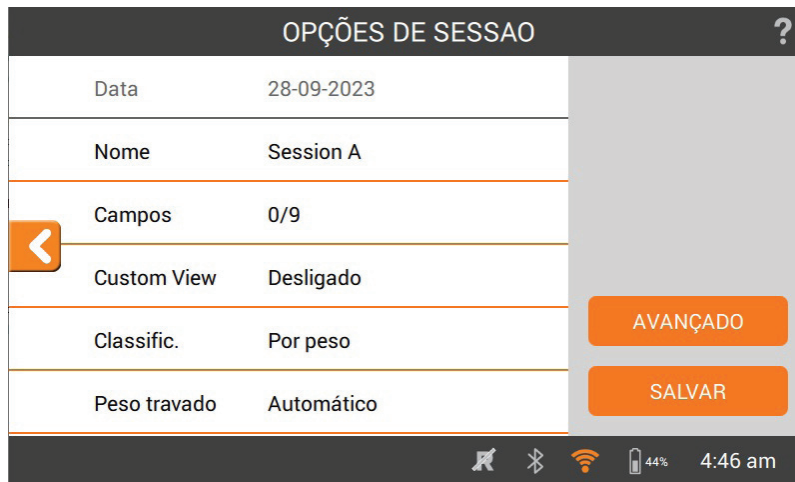 OPÇÕES DE SESSAO ?
Data 28-09-2023
Nome Session A
Campos 0/9
Custom View Desligado
Classific. Por peso
Peso travado Automático
AVANÇADO
SALVAR
44% 4:46 am